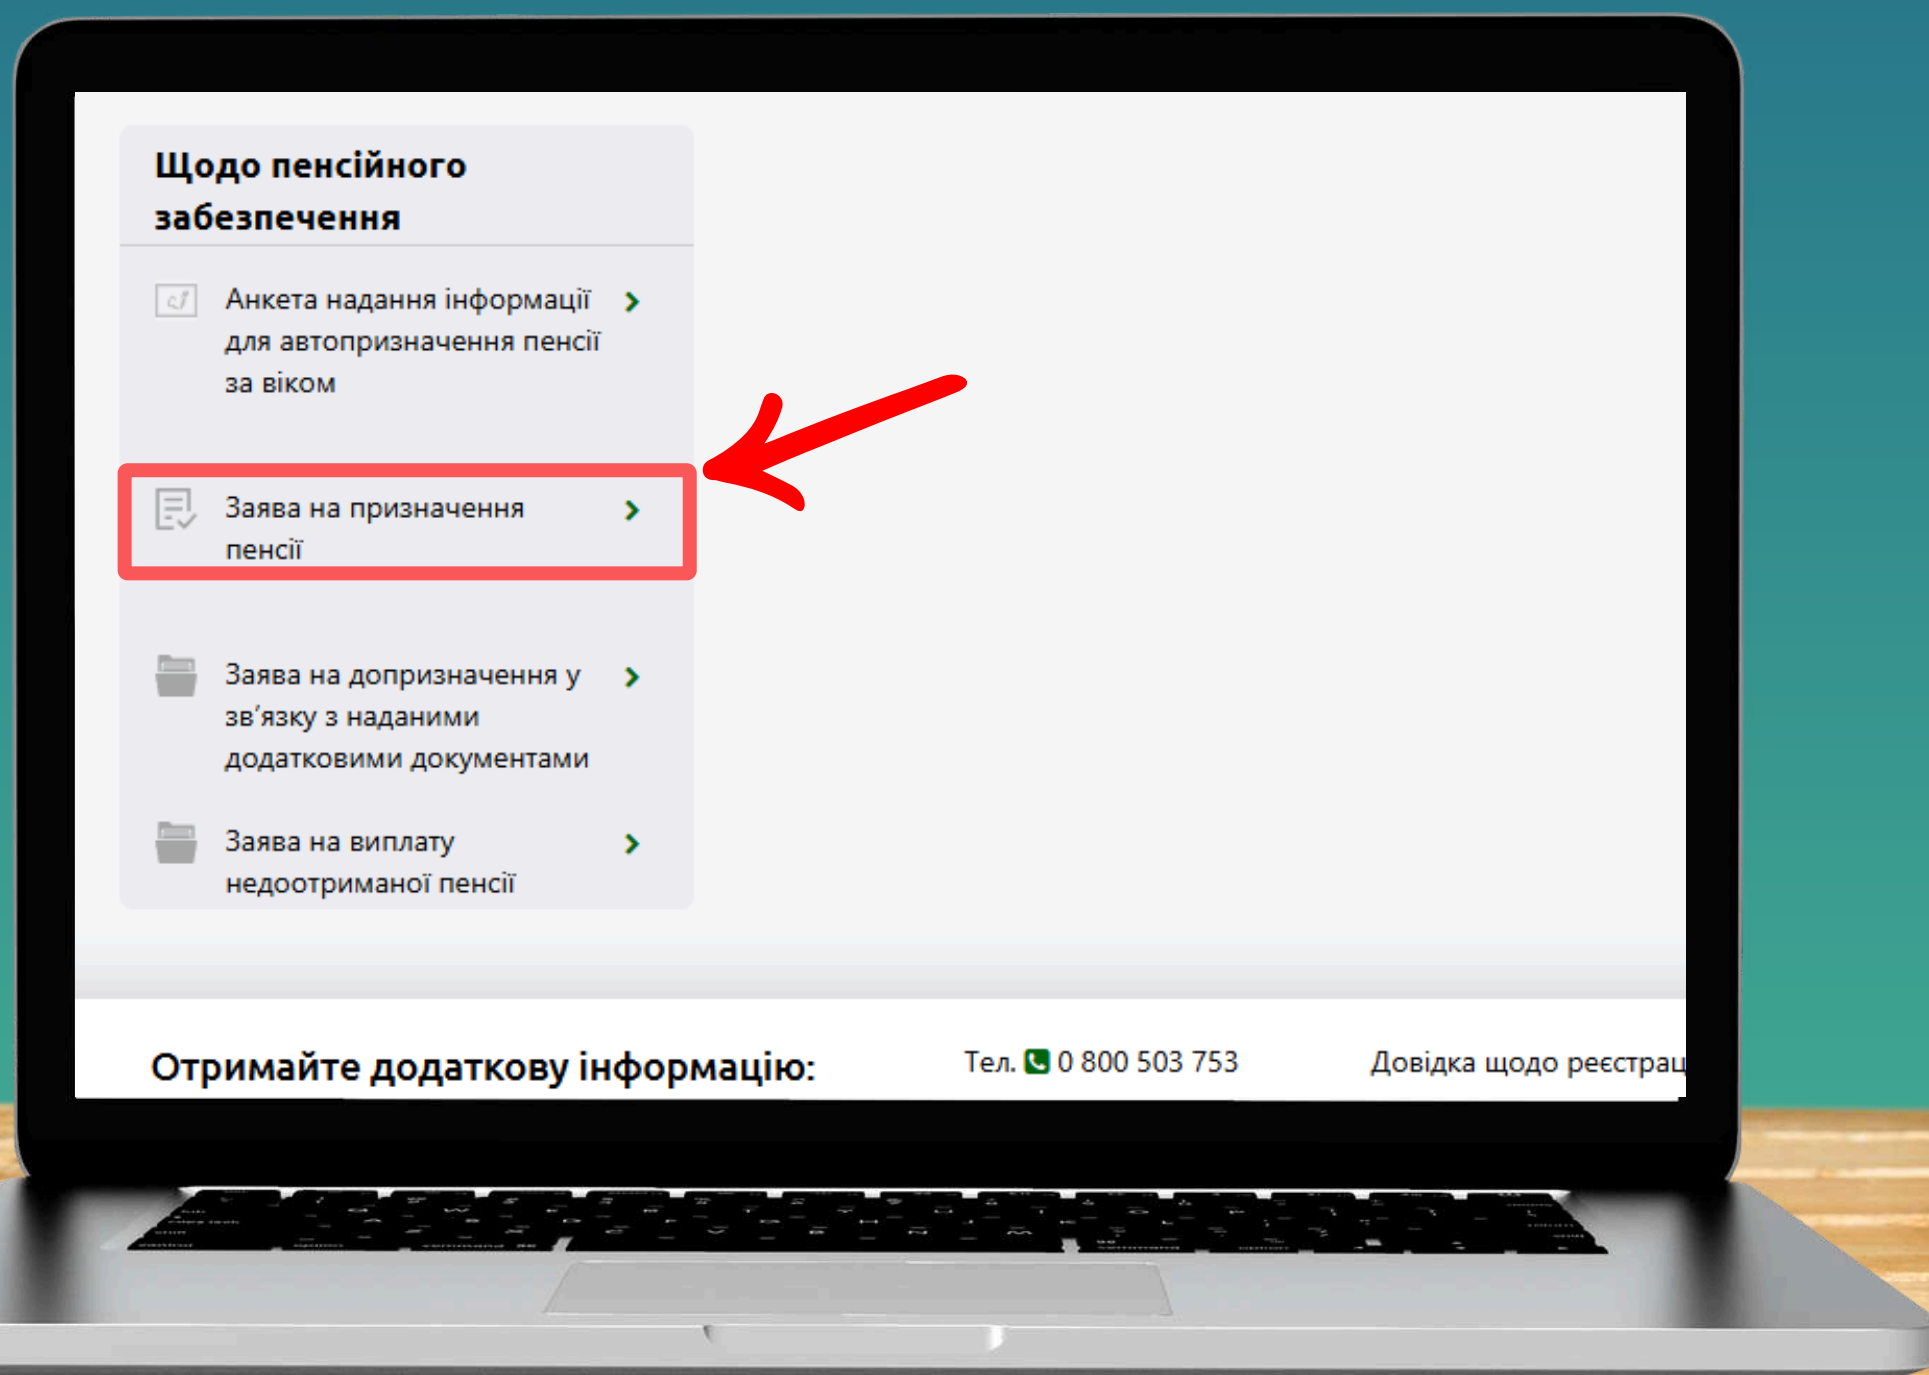 Щодо пенсійного
забезпечення
Анкета надання інформації
для автопризначення пенсії
за віком
Заява на призначення
пенсії
Заява на допризначення у
зв’язку з наданими
додатковими документами
Заява на виплату
недоотриманої пенсії
Отримайте додаткову інформацію:
Тел. 0 800 503 753
Довідка щодо реєстрац